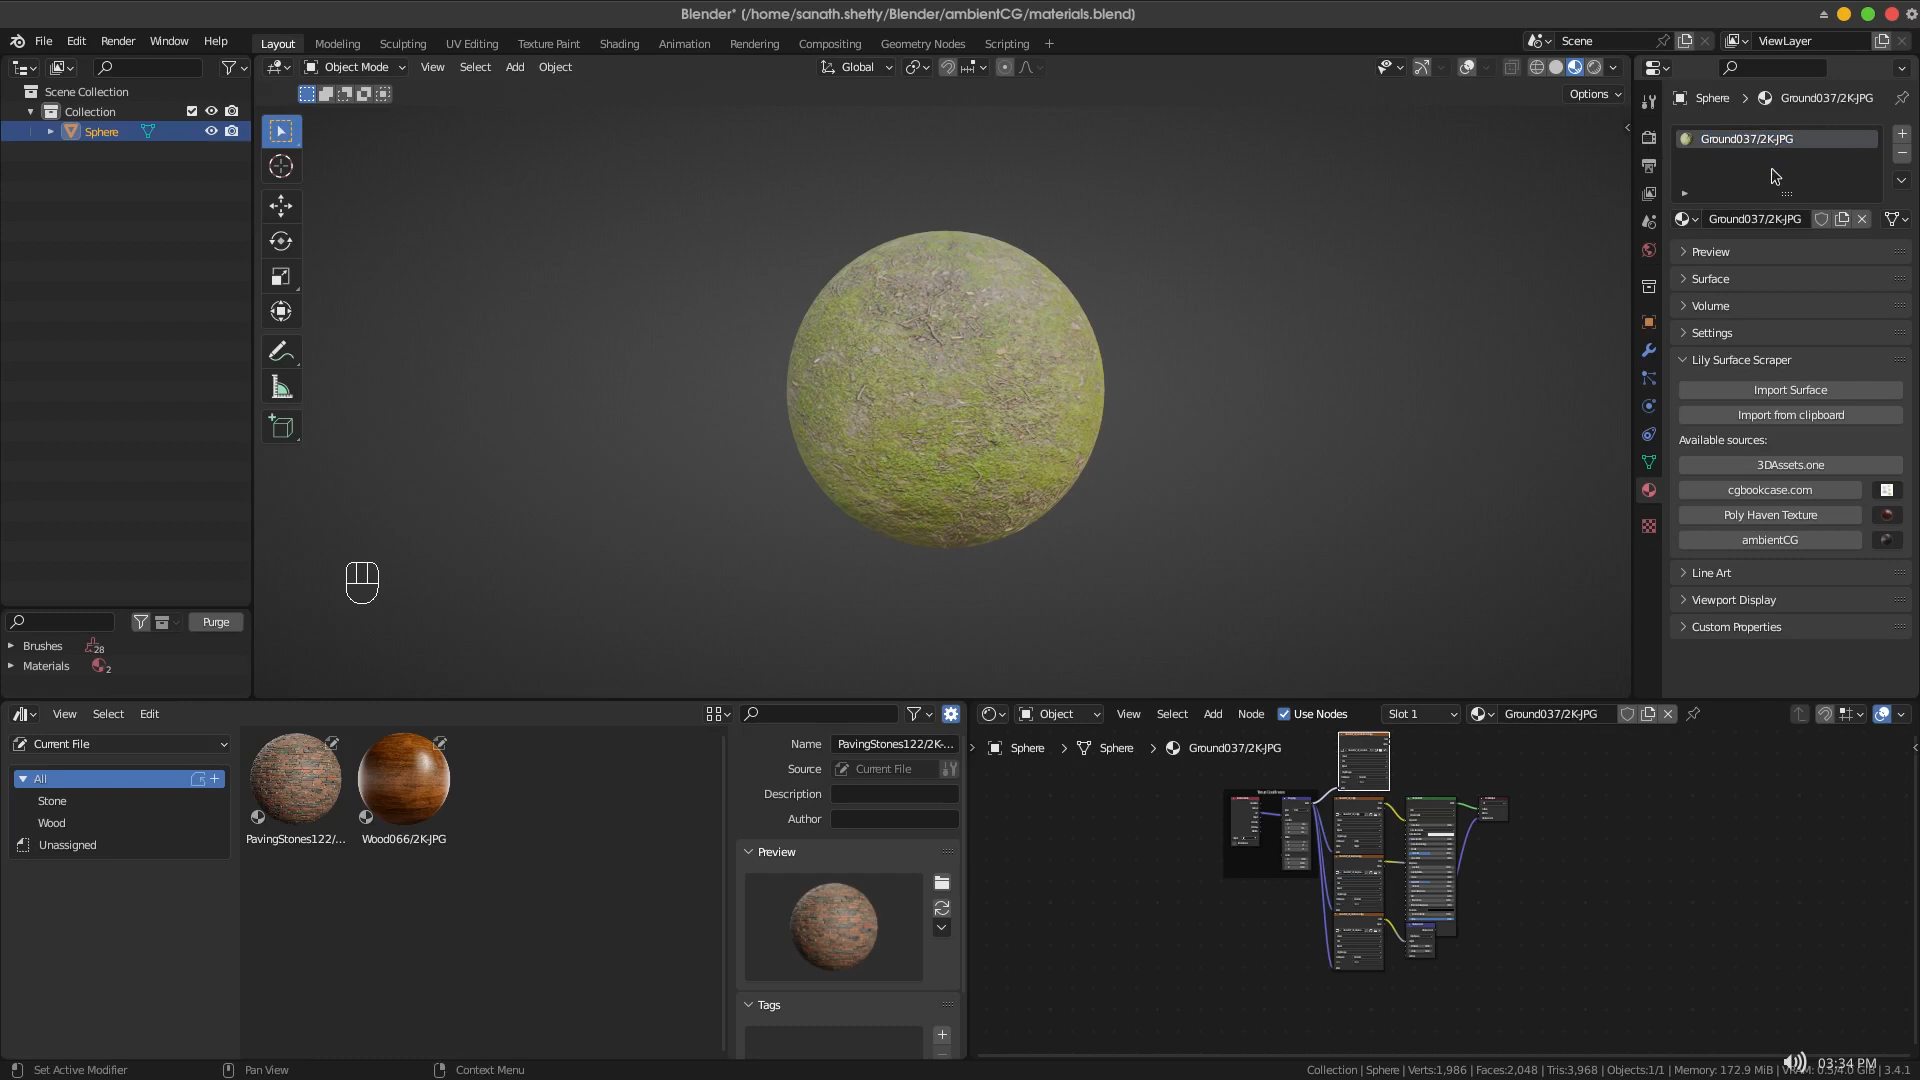 Blender* [/home/sanath.shetty/Blender/ambientCG/materials.blend]
File Edit Render Window Help
Layout Modeling Sculpting UV Editing Texture Paint Shading Animation Rendering Compositing Geometry Nodes Scripting +
Scene
ViewLayer
Object Mode View Select Add Object
Global
Options
Scene Collection
Collection
Sphere
Sphere > Ground037/2K-JPG
Ground037/2K-JPG
Ground037/2K-JPG
Preview
Surface
Volume
Settings
Lily Surface Scraper
Import Surface
Import from clipboard
Available sources:
3DAssets.one
cgbookcase.com
Poly Haven Texture
ambientCG
Line Art
Viewport Display
Custom Properties
Purge
Brushes 28
Materials 2
View Select Edit
Current File
All
Stone
Wood
Unassigned
PavingStones122/...
Wood066/2K-JPG
Name PavingStones122/2K-...
Source Current File
Description
Author
Preview
Tags
Object View Select Add Node Use Nodes Slot 1 Ground037/2K-JPG
Sphere > Sphere > Ground037/2K-JPG
Set Active Modifier
Pan View
Context Menu
03:34 PM
Collection | Sphere | Verts:1,986 | Faces:2,048 | Tris:3,968 | Objects:1/1 | Memory: 172.9 MiB | 3.4.1